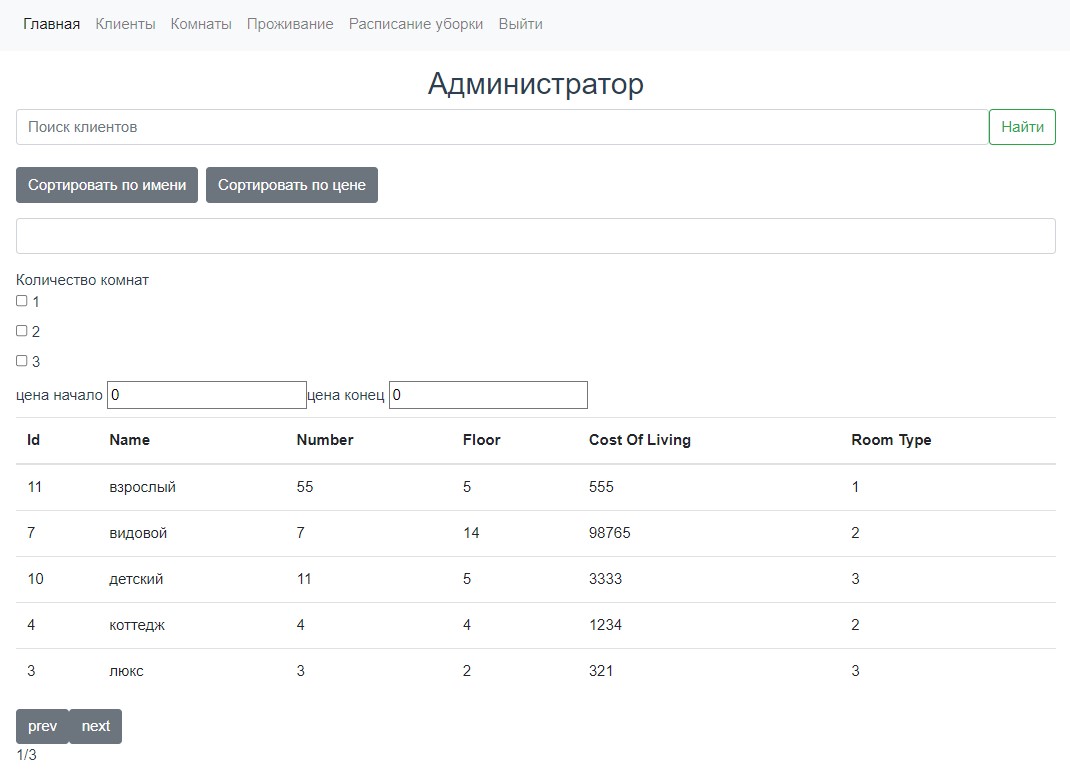 Главная Клиенты Комнаты Проживание Расписание уборки Выйти
Администратор
Поиск клиентов Найти
Сортировать по имени Сортировать по цене
Количество комнат
1
2
3
цена начало 0 цена конец 0
Id Name Number Floor Cost Of Living Room Type
11 взрослый 55 5 555 1
7 видовой 7 14 98765 2
10 детский 11 5 3333 3
4 коттедж 4 4 1234 2
3 люкс 3 2 321 3
prev next
1/3